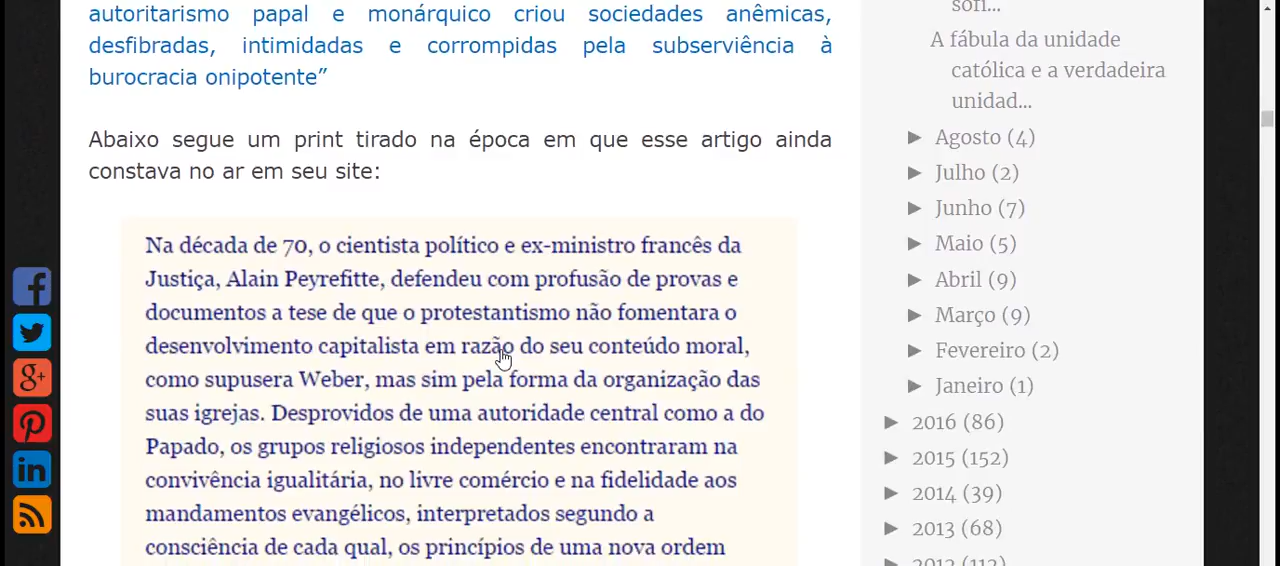 autoritarismo papal e monárquico criou sociedades anêmicas,
desfibradas, intimidadas e corrompidas pela subserviência à
burocracia onipotente”
Abaixo segue um print tirado na época em que esse artigo ainda
constava no ar em seu site:
Na década de 70, o cientista político e ex-ministro francês da
Justiça, Alain Peyrefitte, defendeu com profusão de provas e
documentos a tese de que o protestantismo não fomentara o
desenvolvimento capitalista em razão do seu conteúdo moral,
como supusera Weber, mas sim pela forma da organização das
suas igrejas. Desprovidos de uma autoridade central como a do
Papado, os grupos religiosos independentes encontraram na
convivência igualitária, no livre comércio e na fidelidade aos
mandamentos evangélicos, interpretados segundo a
consciência de cada qual, os princípios de uma nova ordem
sofi...
A fábula da unidade
católica e a verdadeira
unidad...
► Agosto (4)
► Julho (2)
► Junho (7)
► Maio (5)
► Abril (9)
► Março (9)
► Fevereiro (2)
► Janeiro (1)
► 2016 (86)
► 2015 (152)
► 2014 (39)
► 2013 (68)
2012 (112)
f
g+
in